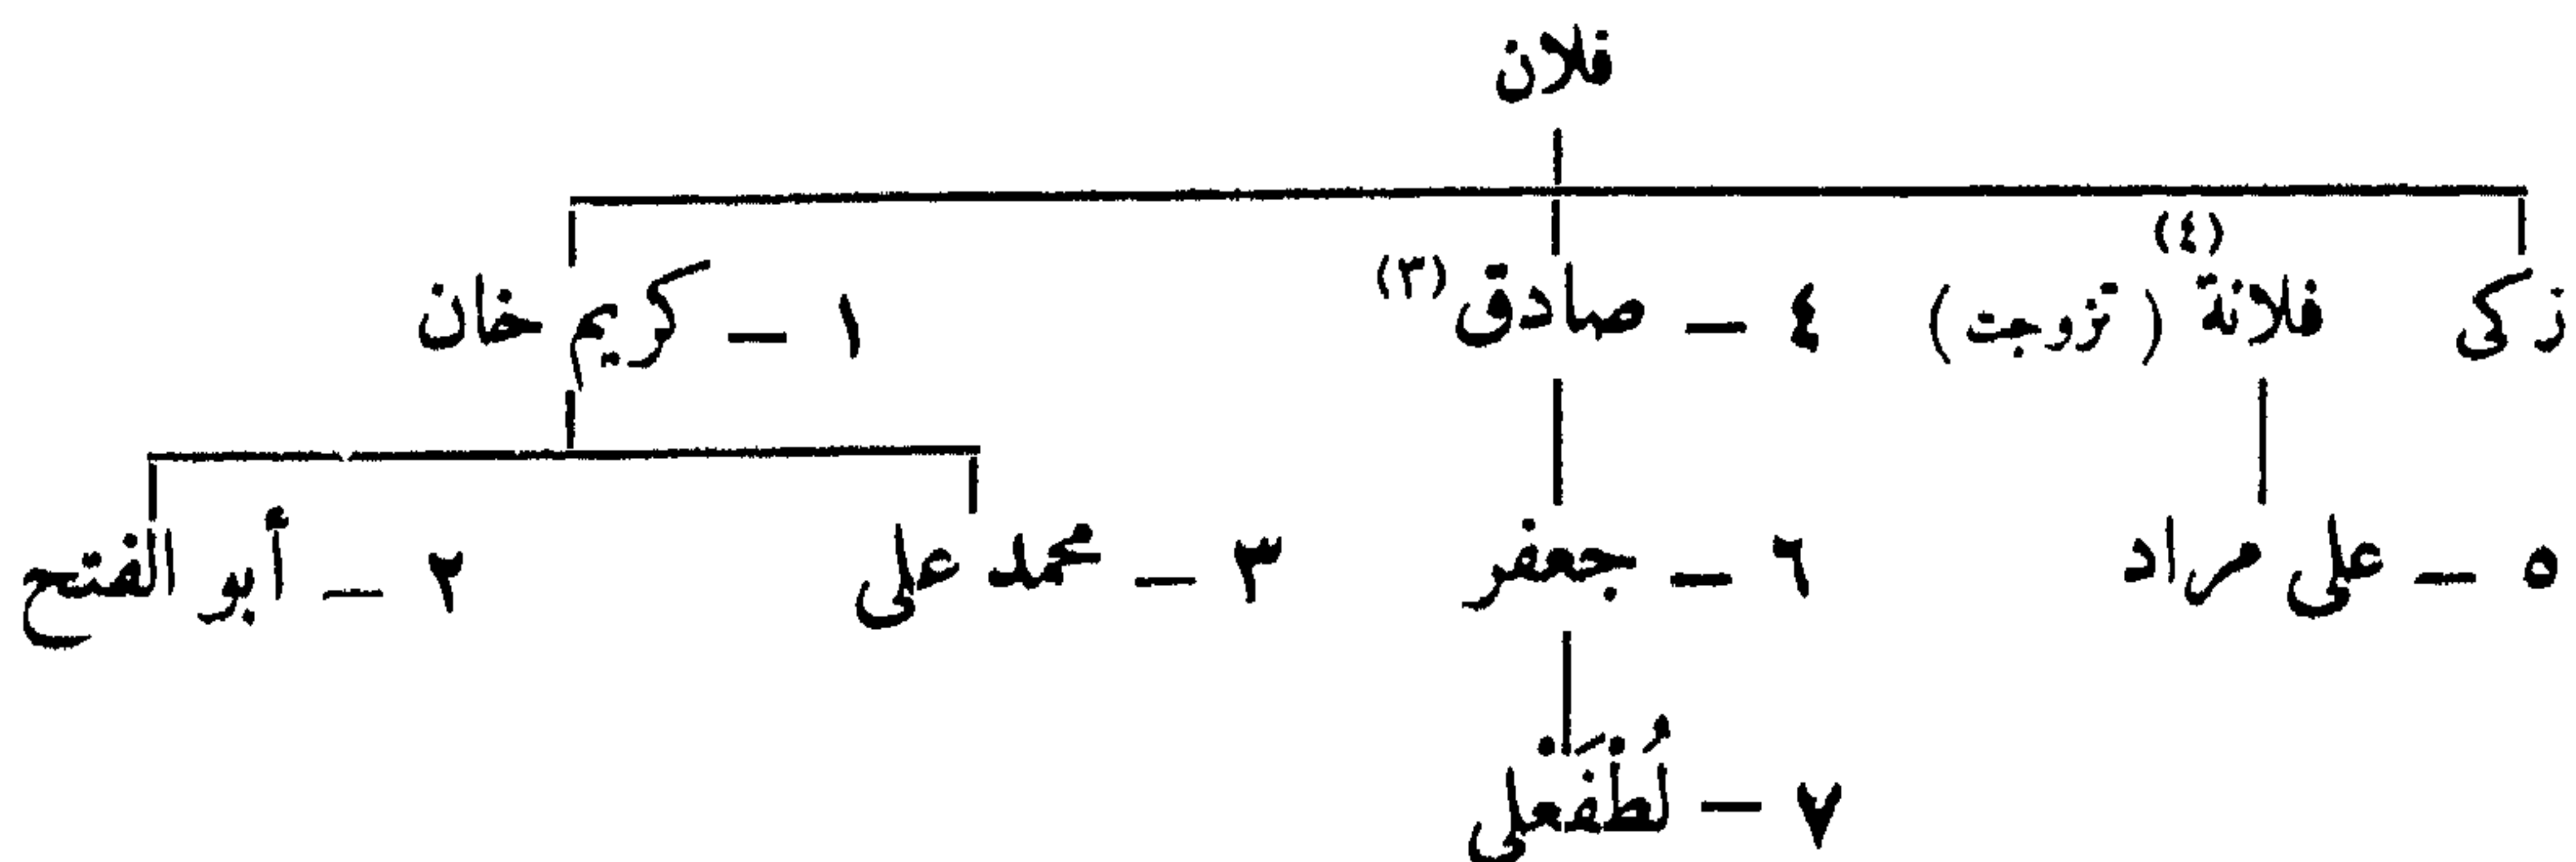 فلان
زكى فلانة (٤) (تزوجت) ٤ – صادق (٣) ١ – كريم خان
٥ – على مراد ٦ – جعفر ٣ – محمد على ٢ – أبو الفتح
٧ – لُطْفَعْلى